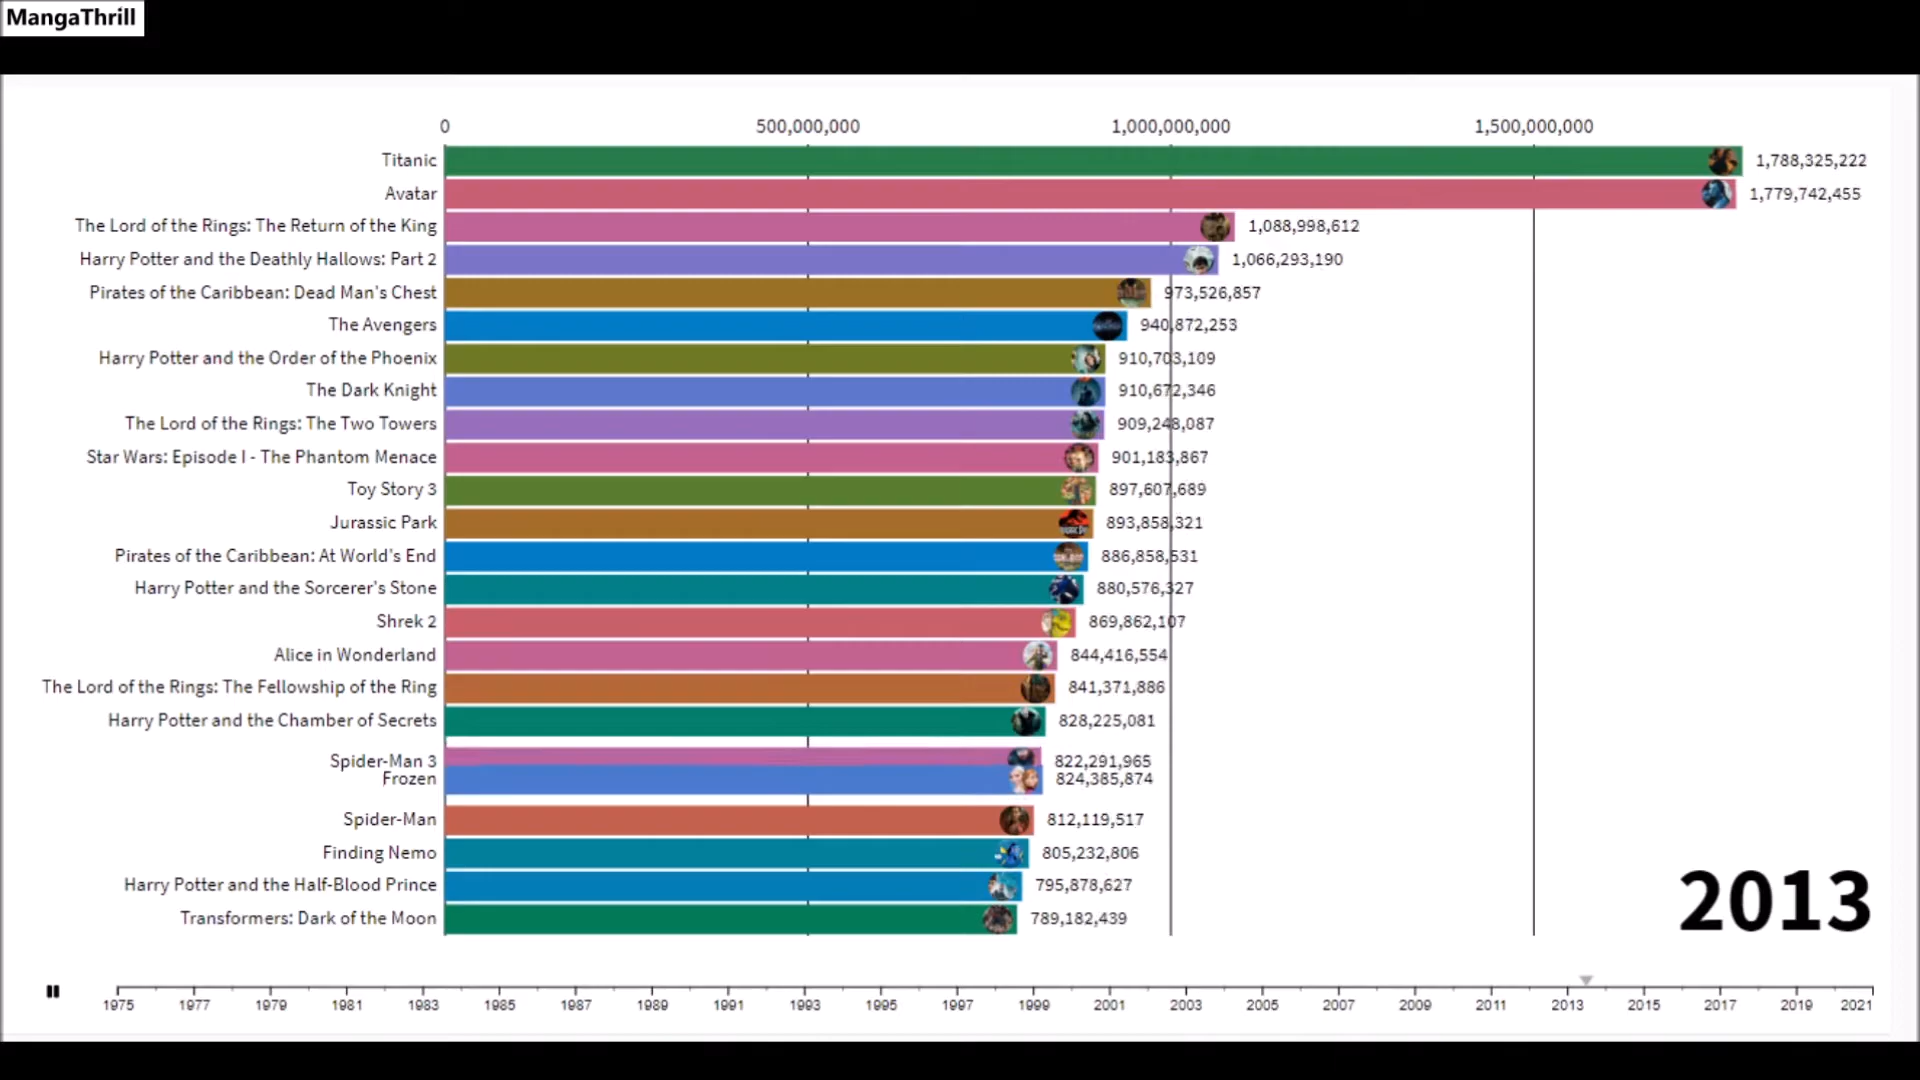 MangaThrill
0 500,000,000 1,000,000,000 1,500,000,000
Titanic 1,788,325,222
Avatar 1,779,742,455
The Lord of the Rings: The Return of the King 1,088,998,612
Harry Potter and the Deathly Hallows: Part 2 1,066,293,190
Pirates of the Caribbean: Dead Man's Chest 973,526,857
The Avengers 940,872,253
Harry Potter and the Order of the Phoenix 910,703,109
The Dark Knight 910,672,346
The Lord of the Rings: The Two Towers 909,248,087
Star Wars: Episode I - The Phantom Menace 901,183,867
Toy Story 3 897,607,689
Jurassic Park 893,858,321
Pirates of the Caribbean: At World's End 886,858,531
Harry Potter and the Sorcerer's Stone 880,576,327
Shrek 2 869,862,107
Alice in Wonderland 844,416,554
The Lord of the Rings: The Fellowship of the Ring 841,371,886
Harry Potter and the Chamber of Secrets 828,225,081
Spider-Man 3 822,291,965
Frozen 824,385,874
Spider-Man 812,119,517
Finding Nemo 805,232,806
Harry Potter and the Half-Blood Prince 795,878,627
Transformers: Dark of the Moon 789,182,439
2013
1975 1977 1979 1981 1983 1985 1987 1989 1991 1993 1995 1997 1999 2001 2003 2005 2007 2009 2011 2013 2015 2017 2019 2021